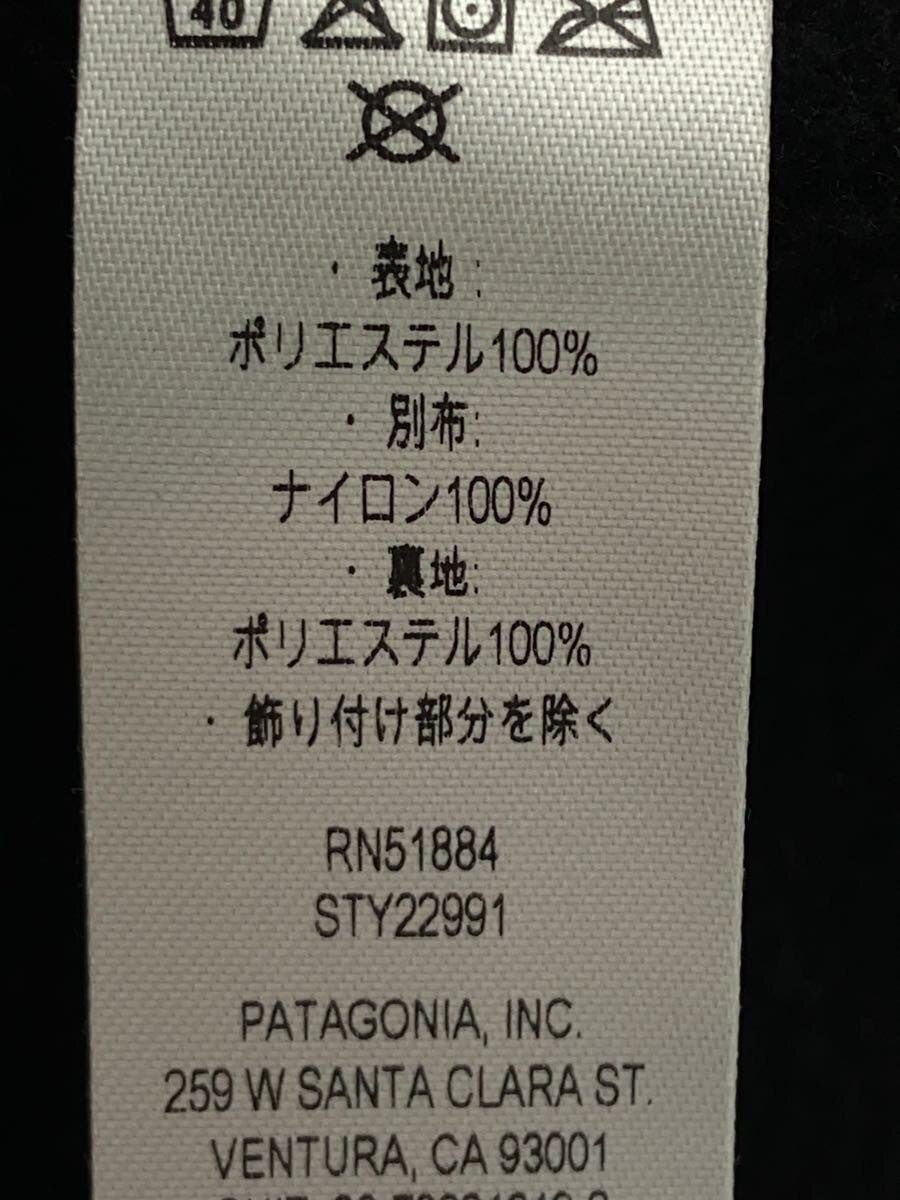 40
・表地:
ポリエステル100%
・別布:
ナイロン100%
・裏地:
ポリエステル100%
・飾り付け部分を除く
RN51884
STY22991
PATAGONIA, INC.
259 W SANTA CLARA ST.
VENTURA, CA 93001